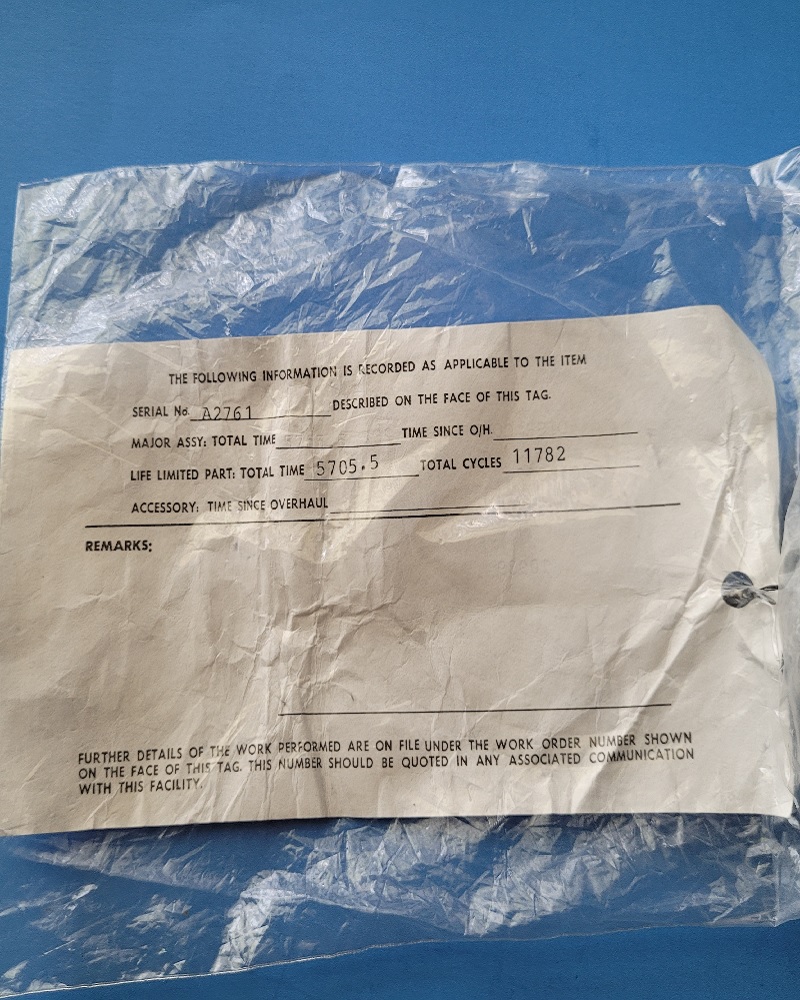 THE FOLLOWING INFORMATION IS RECORDED AS APPLICABLE TO THE ITEM
SERIAL No. A2761 DESCRIBED ON THE FACE OF THIS TAG.
MAJOR ASSY: TOTAL TIME TIME SINCE O/H.
LIFE LIMITED PART: TOTAL TIME 5705.5 TOTAL CYCLES 11782
ACCESSORY: TIME SINCE OVERHAUL
REMARKS:
FURTHER DETAILS OF THE WORK PERFORMED ARE ON FILE UNDER THE WORK ORDER NUMBER SHOWN
ON THE FACE OF THIS TAG. THIS NUMBER SHOULD BE QUOTED IN ANY ASSOCIATED COMMUNICATION
WITH THIS FACILITY.